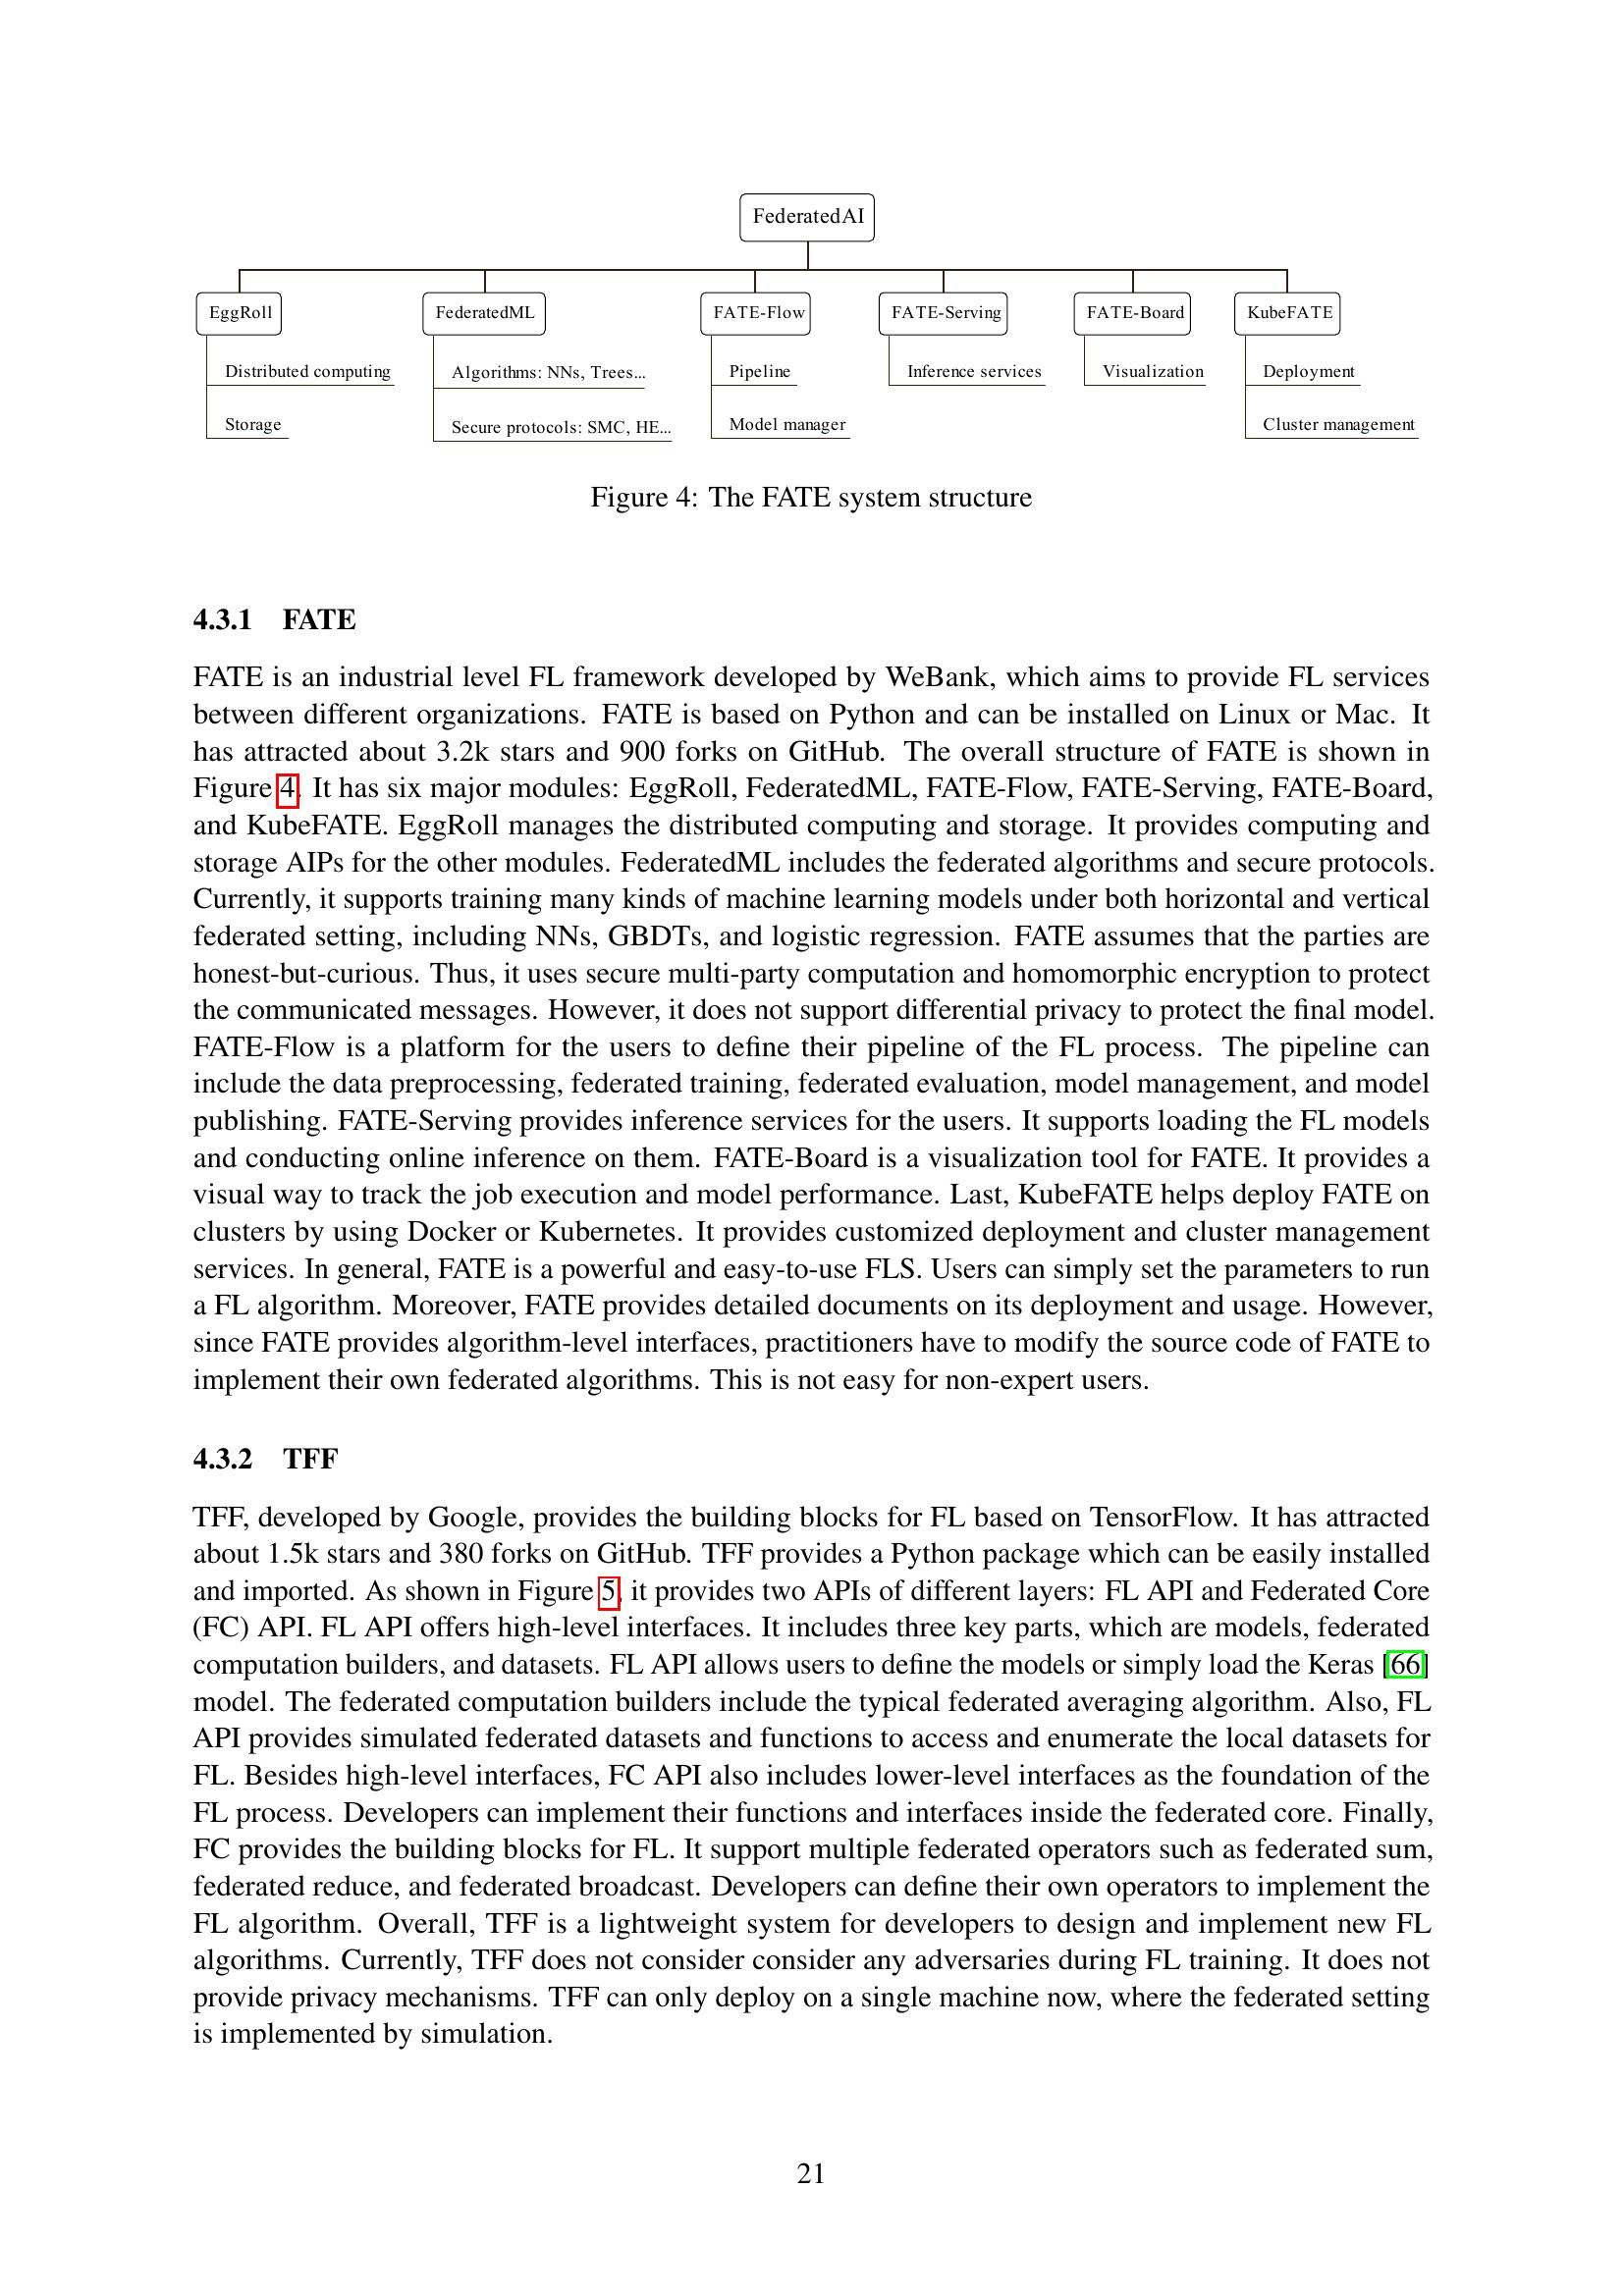 FederatedAI
EggRoll
FederatedML
FATE-Flow
FATE-Serving
FATE-Board
KubeFATE
Distributed computing
Algorithms: NNs, Trees...
Pipeline
Inference services
Visualization
Deployment
Storage
Secure protocols: SMC, HE...
Model manager
Cluster management
Figure 4: The FATE system structure
4.3.1 FATE
FATE is an industrial level FL framework developed by WeBank, which aims to provide FL services
between different organizations. FATE is based on Python and can be installed on Linux or Mac. It
has attracted about 3.2k stars and 900 forks on GitHub. The overall structure of FATE is shown in
Figure 4. It has six major modules: EggRoll, FederatedML, FATE-Flow, FATE-Serving, FATE-Board,
and KubeFATE. EggRoll manages the distributed computing and storage. It provides computing and
storage AIPs for the other modules. FederatedML includes the federated algorithms and secure protocols.
Currently, it supports training many kinds of machine learning models under both horizontal and vertical
federated setting, including NNs, GBDTs, and logistic regression. FATE assumes that the parties are
honest-but-curious. Thus, it uses secure multi-party computation and homomorphic encryption to protect
the communicated messages. However, it does not support differential privacy to protect the final model.
FATE-Flow is a platform for the users to define their pipeline of the FL process. The pipeline can
include the data preprocessing, federated training, federated evaluation, model management, and model
publishing. FATE-Serving provides inference services for the users. It supports loading the FL models
and conducting online inference on them. FATE-Board is a visualization tool for FATE. It provides a
visual way to track the job execution and model performance. Last, KubeFATE helps deploy FATE on
clusters by using Docker or Kubernetes. It provides customized deployment and cluster management
services. In general, FATE is a powerful and easy-to-use FLS. Users can simply set the parameters to run
a FL algorithm. Moreover, FATE provides detailed documents on its deployment and usage. However,
since FATE provides algorithm-level interfaces, practitioners have to modify the source code of FATE to
implement their own federated algorithms. This is not easy for non-expert users.
4.3.2 TFF
TFF, developed by Google, provides the building blocks for FL based on TensorFlow. It has attracted
about 1.5k stars and 380 forks on GitHub. TFF provides a Python package which can be easily installed
and imported. As shown in Figure 5, it provides two APIs of different layers: FL API and Federated Core
(FC) API. FL API offers high-level interfaces. It includes three key parts, which are models, federated
computation builders, and datasets. FL API allows users to define the models or simply load the Keras [66]
model. The federated computation builders include the typical federated averaging algorithm. Also, FL
API provides simulated federated datasets and functions to access and enumerate the local datasets for
FL. Besides high-level interfaces, FC API also includes lower-level interfaces as the foundation of the
FL process. Developers can implement their functions and interfaces inside the federated core. Finally,
FC provides the building blocks for FL. It support multiple federated operators such as federated sum,
federated reduce, and federated broadcast. Developers can define their own operators to implement the
FL algorithm. Overall, TFF is a lightweight system for developers to design and implement new FL
algorithms. Currently, TFF does not consider consider any adversaries during FL training. It does not
provide privacy mechanisms. TFF can only deploy on a single machine now, where the federated setting
is implemented by simulation.
21